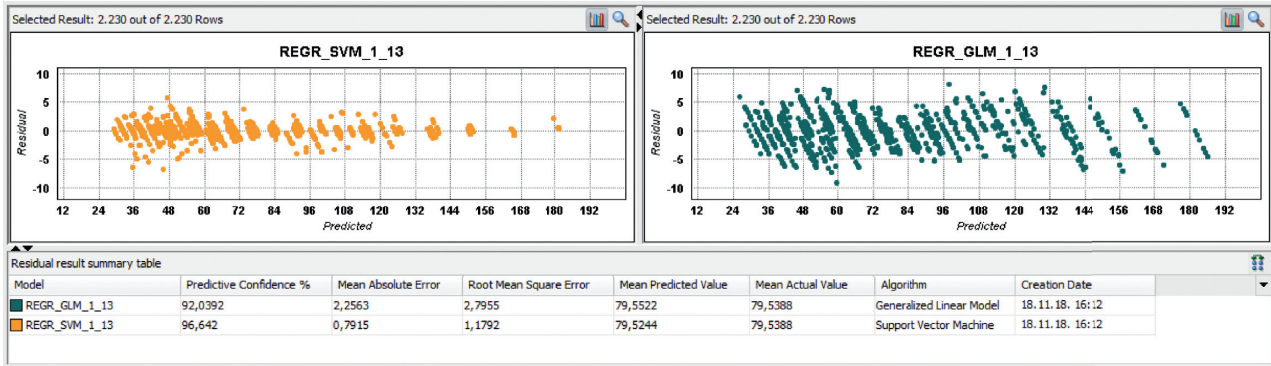 Selected Result: 2.230 out of 2.230 Rows
REGR_SVM_1_13
10
5
0
-5
-10
Residual
12 24 36 48 60 72 84 96 108 120 132 144 156 168 180 192
Predicted
Selected Result: 2.230 out of 2.230 Rows
REGR_GLM_1_13
10
5
0
-5
-10
Residual
12 24 36 48 60 72 84 96 108 120 132 144 156 168 180 192
Predicted
Residual result summary table
Model Predictive Confidence % Mean Absolute Error Root Mean Square Error Mean Predicted Value Mean Actual Value Algorithm Creation Date
REGR_GLM_1_13 92,0392 2,2563 2,7955 79,5522 79,5388 Generalized Linear Model 18.11.18. 16:12
REGR_SVM_1_13 96,642 0,7915 1,1792 79,5244 79,5388 Support Vector Machine 18.11.18. 16:12